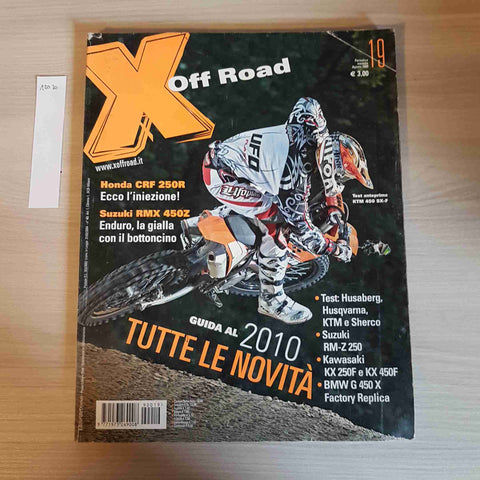 X Off Road
19
€ 3,00
www.xoffroad.it
Honda CRF 250R
Ecco l'iniezione!
Suzuki RMX 450Z
Enduro, la gialla
con il bottoncino
UFO
Test anteprima
KTM 450 SX-F
GUIDA AL 2010
TUTTE LE NOVITÀ
• Test: Husaberg,
Husqvarna,
KTM e Sherco
• Suzuki
RM-Z 250
• Kawasaki
KX 250F e KX 450F
• BMW G 450 X
Factory Replica